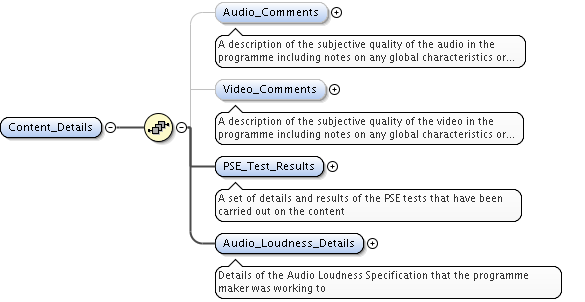 Audio_Comments
A description of the subjective quality of the audio in the
programme including notes on any global characteristics or...
Video_Comments
A description of the subjective quality of the video in the
programme including notes on any global characteristics or...
Content_Details
PSE_Test_Results
A set of details and results of the PSE tests that have been
carried out on the content
Audio_Loudness_Details
Details of the Audio Loudness Specification that the programme
maker was working to